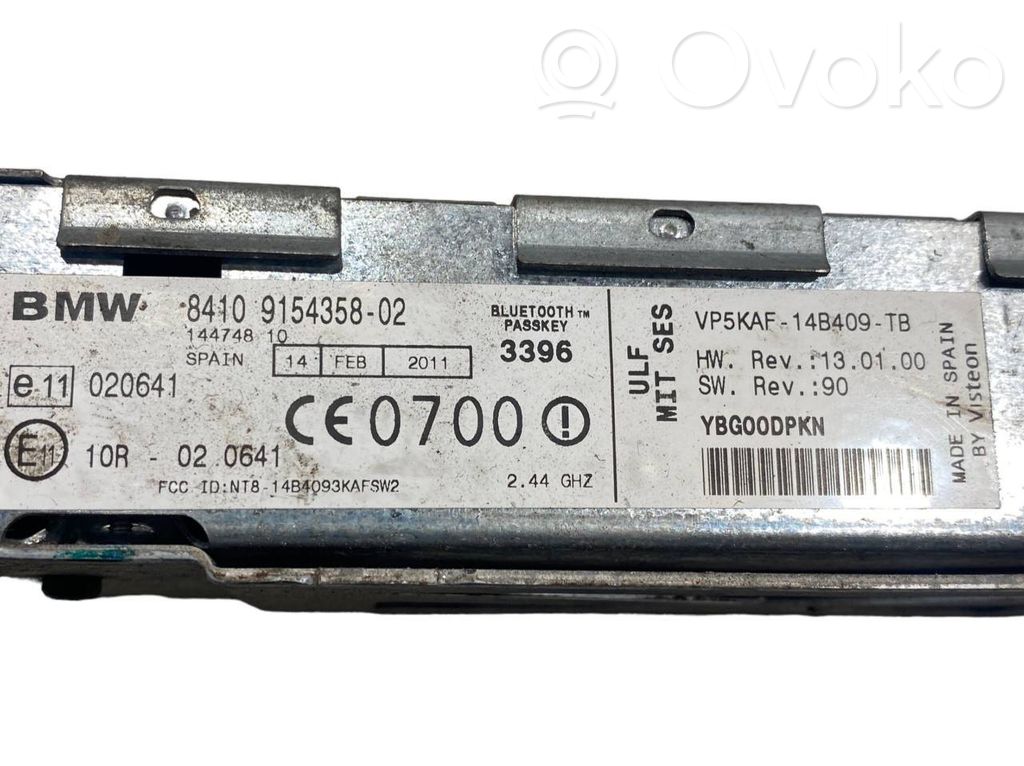 Ovoko
BMW 8410 9154358-02
144748 10
SPAIN
14 FEB 2011
BLUETOOTH™
PASSKEY
3396
e 11 020641
CE0700
E11 10R - 02 0641
FCC ID:NT8-14B4093KAFSW2
2.44 GHZ
ULF
MIT SES
VP5KAF-14B409-TB
HW. Rev.:13.01.00
SW. Rev.:90
YBG00DPKN
MADE IN SPAIN
BY Visteon